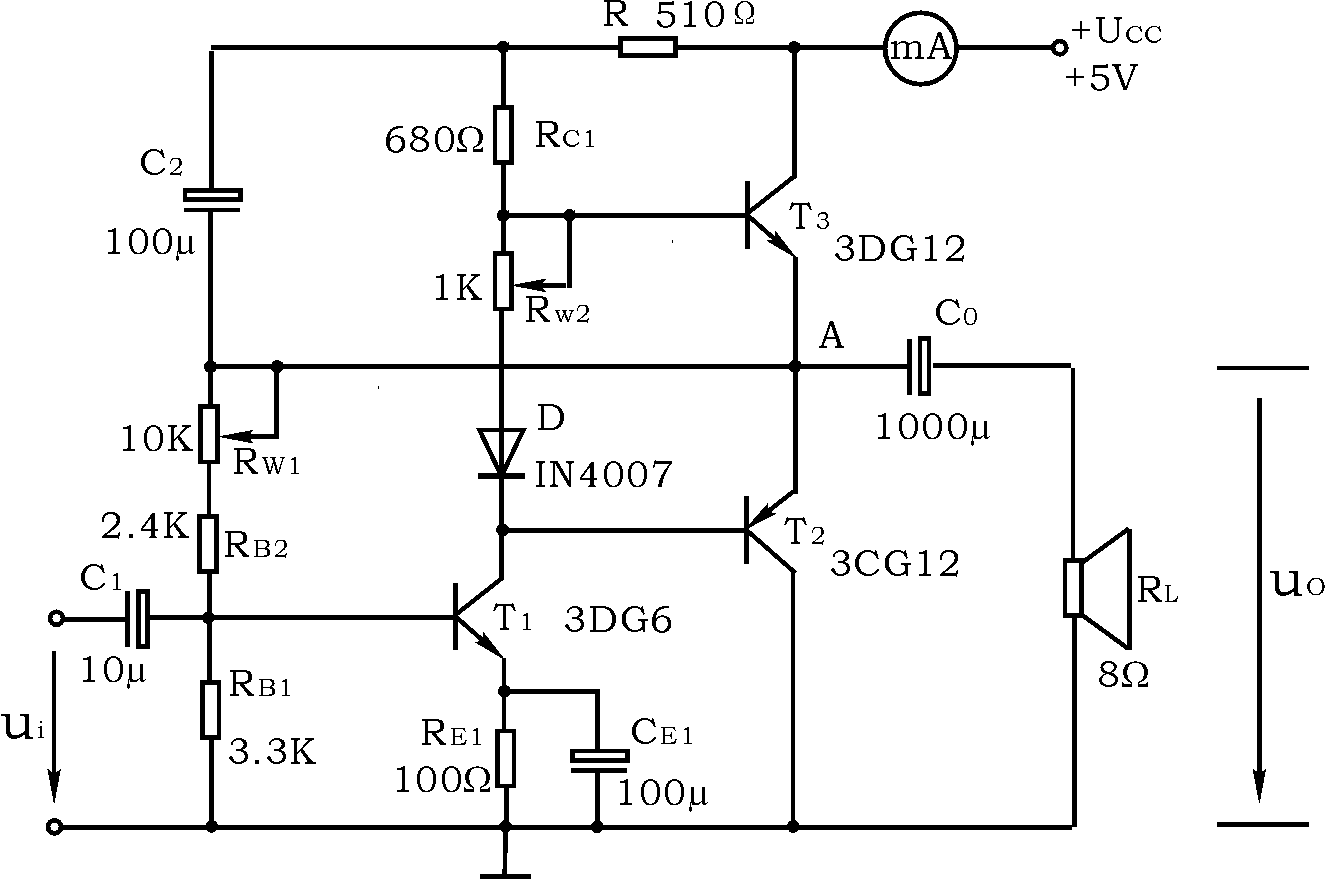 R 510Ω
mA
+UCC
+5V
680Ω
RC1
C2
100μ
T3
3DG12
1K
Rw2
A
C0
1000μ
D
IN4007
10K
RW1
2.4K
RB2
T2
3CG12
C1
10μ
T1
3DG6
RL
8Ω
uO
RB1
3.3K
ui
RE1
100Ω
CE1
100μ